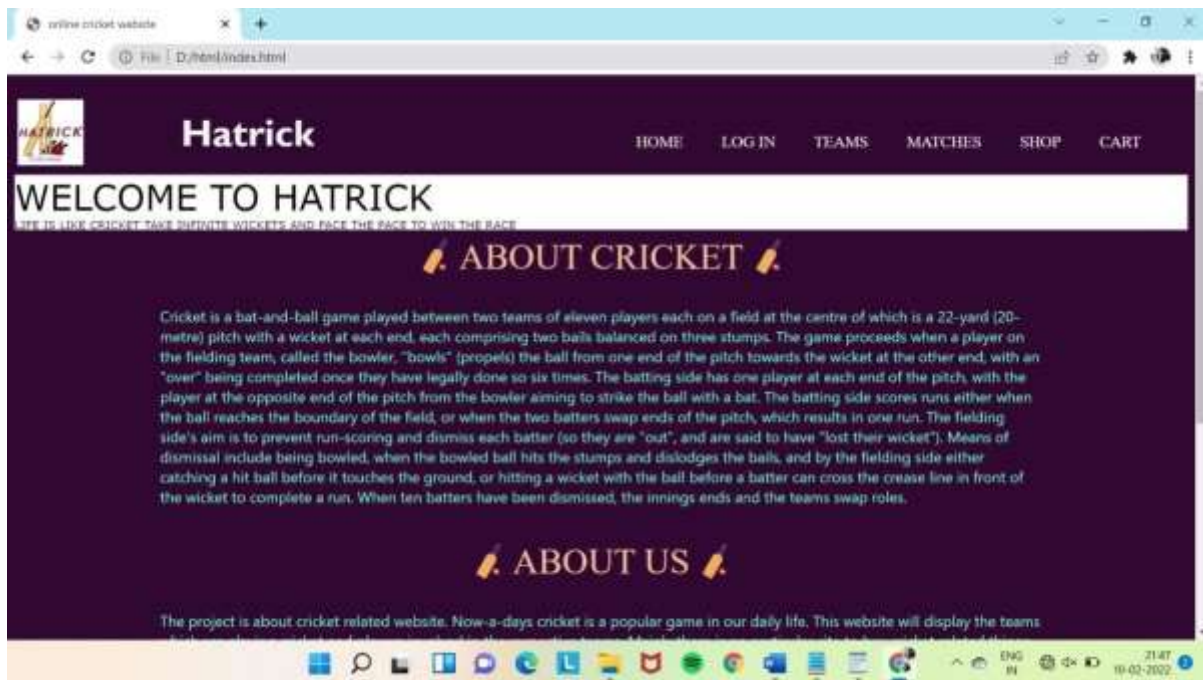 online cricket website
File D:/html/index.html
HATRICK
Hatrick
HOME LOG IN TEAMS MATCHES SHOP CART
WELCOME TO HATRICK
LIFE IS LIKE CRICKET TAKE INFINITE WICKETS AND FACE THE PACE TO WIN THE RACE
ABOUT CRICKET
Cricket is a bat-and-ball game played between two teams of eleven players each on a field at the centre of which is a 22-yard (20-
metre) pitch with a wicket at each end, each comprising two bails balanced on three stumps. The game proceeds when a player on
the fielding team, called the bowler, "bowls" (propels) the ball from one end of the pitch towards the wicket at the other end, with an
"over" being completed once they have legally done so six times. The batting side has one player at each end of the pitch, with the
player at the opposite end of the pitch from the bowler aiming to strike the ball with a bat. The batting side scores runs either when
the ball reaches the boundary of the field, or when the two batters swap ends of the pitch, which results in one run. The fielding
side's aim is to prevent run-scoring and dismiss each batter (so they are "out", and are said to have "lost their wicket"). Means of
dismissal include being bowled, when the bowled ball hits the stumps and dislodges the bails, and by the fielding side either
catching a hit ball before it touches the ground, or hitting a wicket with the ball before a batter can cross the crease line in front of
the wicket to complete a run. When ten batters have been dismissed, the innings ends and the teams swap roles.
ABOUT US
The project is about cricket related website. Now-a-days cricket is a popular game in our daily life. This website will display the teams
ENG
IN
21:47
19-02-2022